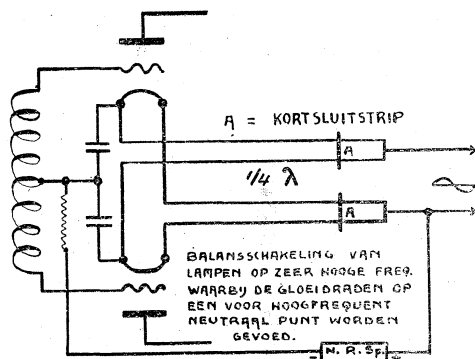 A = KORTSLUITSTRIP
A
1/4 λ
A
BALANSSCHAKELING VAN
LAMPEN OP ZEER HOOGE FREQ.
WAARBIJ DE GLOEIDRADEN OP
EEN VOOR HOOGFREQUENT
NEUTRAAL PUNT WORDEN
GEVOED.
- N.R.Sp. +